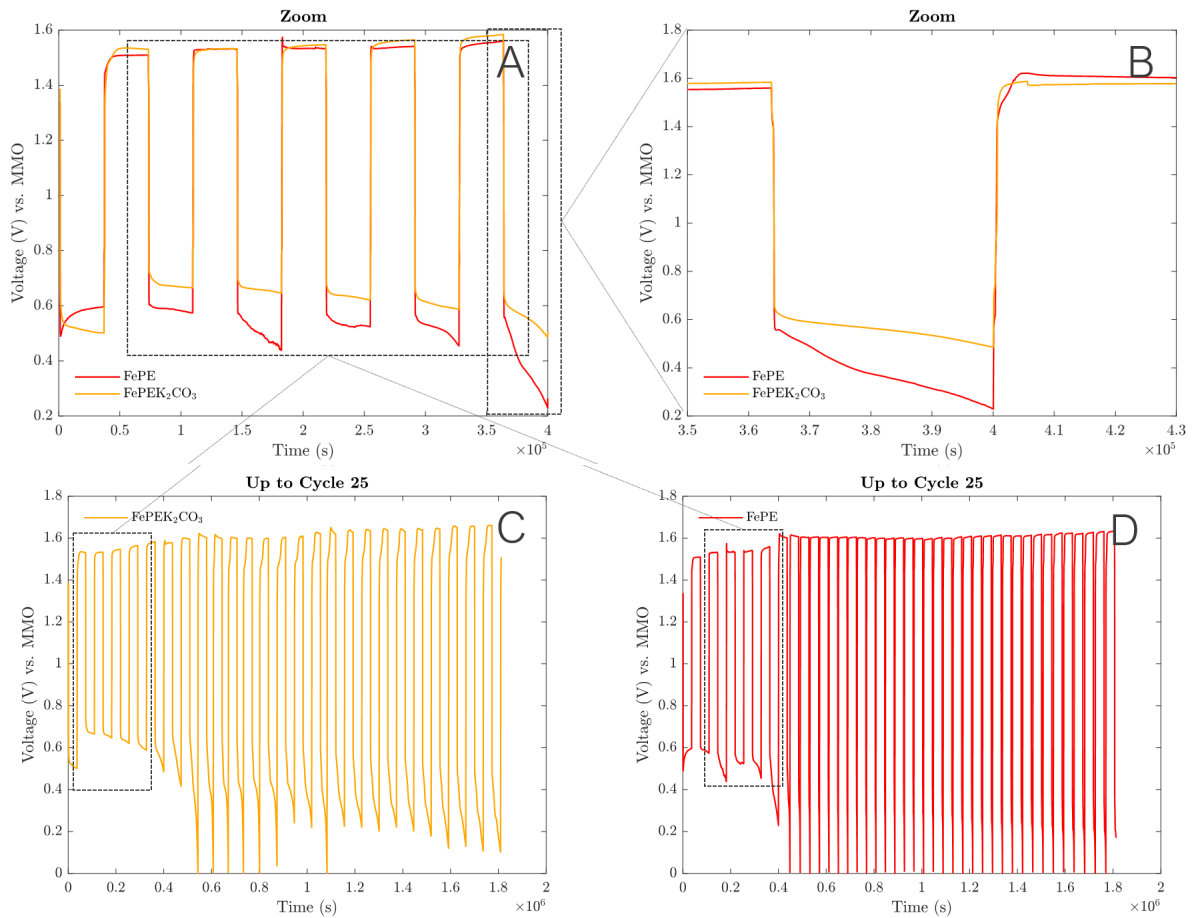 Zoom
A
1.6
1.4
1.2
1
0.8
0.6
0.4
0.2
Voltage (V) vs. MMO
FePE
FePEK₂CO₃
0 0.5 1 1.5 2 2.5 3 3.5 4
Time (s)
×10⁵
Zoom
B
1.8
1.6
1.4
1.2
1
0.8
0.6
0.4
0.2
Voltage (V) vs. MMO
FePE
FePEK₂CO₃
3.5 3.6 3.7 3.8 3.9 4 4.1 4.2 4.3
Time (s)
×10⁵
Up to Cycle 25
C
1.8
1.6
1.4
1.2
1
0.8
0.6
0.4
0.2
0
Voltage (V) vs. MMO
FePEK₂CO₃
0 0.2 0.4 0.6 0.8 1 1.2 1.4 1.6 1.8 2
Time (s)
×10⁶
Up to Cycle 25
D
1.8
1.6
1.4
1.2
1
0.8
0.6
0.4
0.2
0
Voltage (V) vs. MMO
FePE
0 0.2 0.4 0.6 0.8 1 1.2 1.4 1.6 1.8 2
Time (s)
×10⁶